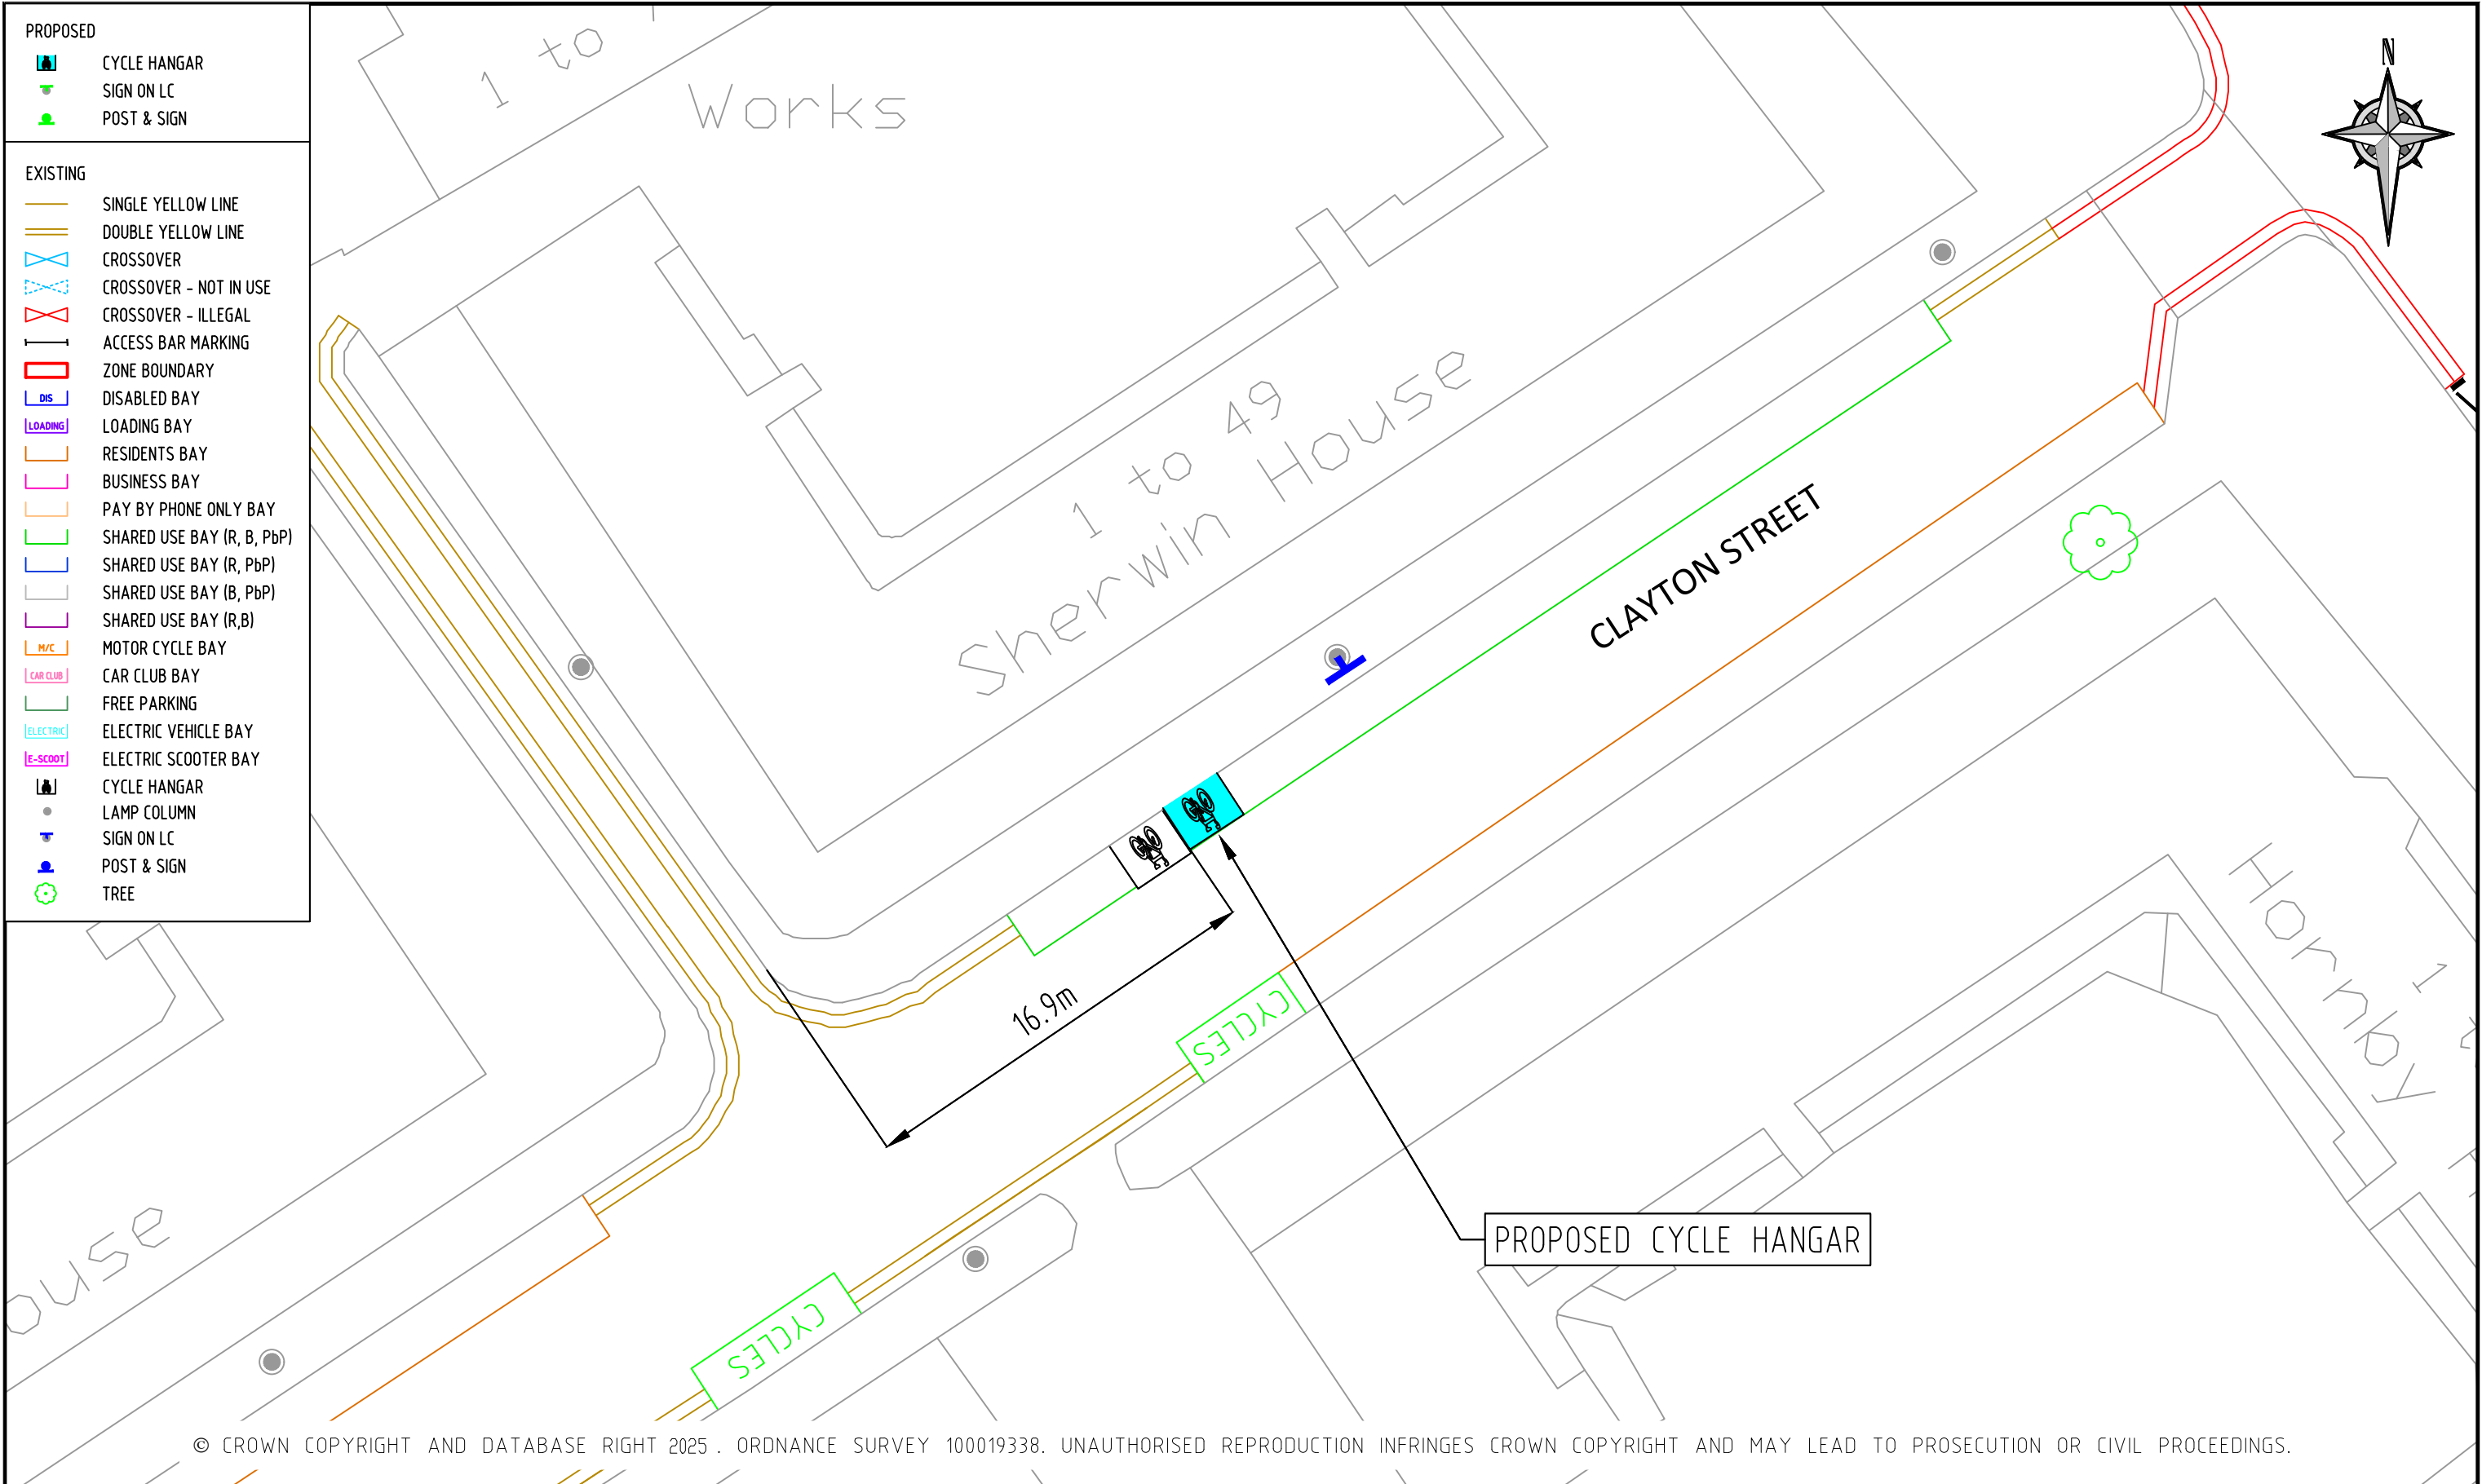 PROPOSED
CYCLE HANGAR
SIGN ON LC
POST & SIGN
EXISTING
SINGLE YELLOW LINE
DOUBLE YELLOW LINE
CROSSOVER
CROSSOVER - NOT IN USE
CROSSOVER - ILLEGAL
ACCESS BAR MARKING
ZONE BOUNDARY
DIS DISABLED BAY
LOADING LOADING BAY
RESIDENTS BAY
BUSINESS BAY
PAY BY PHONE ONLY BAY
SHARED USE BAY (R, B, PbP)
SHARED USE BAY (R, PbP)
SHARED USE BAY (B, PbP)
SHARED USE BAY (R,B)
M/C MOTOR CYCLE BAY
CAR CLUB CAR CLUB BAY
FREE PARKING
ELECTRIC ELECTRIC VEHICLE BAY
E-SCOOT ELECTRIC SCOOTER BAY
CYCLE HANGAR
LAMP COLUMN
SIGN ON LC
POST & SIGN
TREE
1 to
Works
N
1 to 49
Sherwin House
CLAYTON STREET
16.9m
CYCLES
CYCLES
PROPOSED CYCLE HANGAR
Hornby
1
ouse
© CROWN COPYRIGHT AND DATABASE RIGHT 2025 . ORDNANCE SURVEY 100019338. UNAUTHORISED REPRODUCTION INFRINGES CROWN COPYRIGHT AND MAY LEAD TO PROSECUTION OR CIVIL PROCEEDINGS.